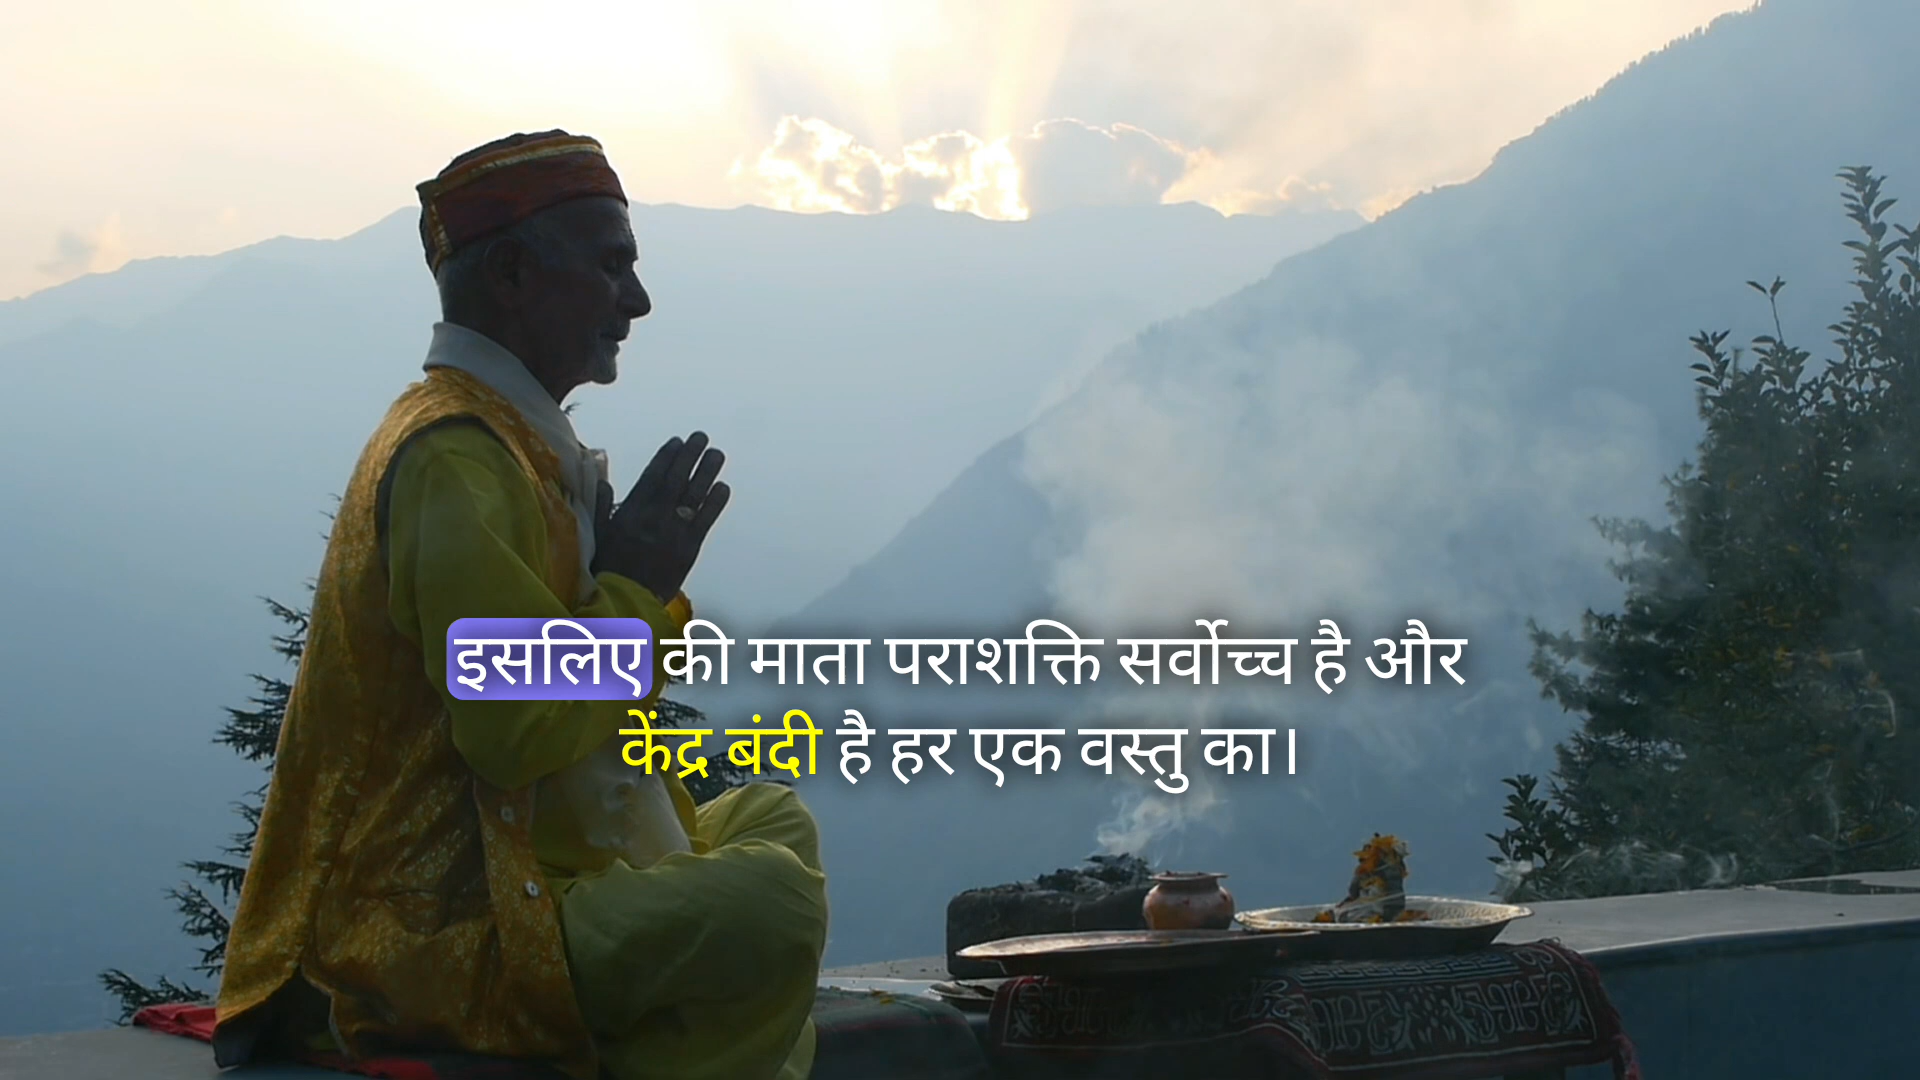 इसलिए की माता पराशक्ति सर्वोच्च है और
केंद्र बंदी है हर एक वस्तु का।